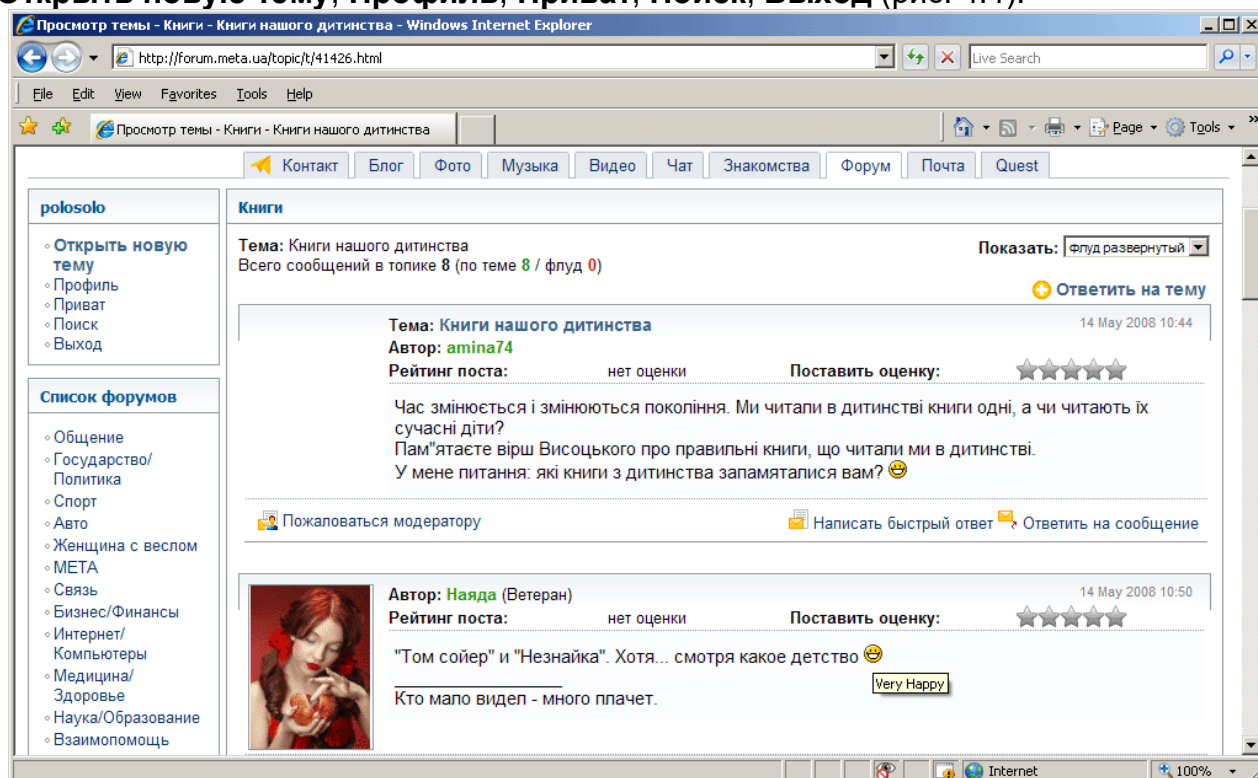 Открыть новую тему, Профиль, Приват, Поиск, Выход (рис. 4.4).
Просмотр темы - Книги - Книги нашого дитинства - Windows Internet Explorer
http://forum.meta.ua/topic/t/41426.html
Live Search
File Edit View Favorites Tools Help
Просмотр темы - Книги - Книги нашого дитинства
Page Tools »
Контакт Блог Фото Музыка Видео Чат Знакомства Форум Почта Quest
polosolo
Открыть новую
тему
Профиль
Приват
Поиск
Выход
Список форумов
Общение
Государство/
Политика
Спорт
Авто
Женщина с веслом
МЕТА
Связь
Бизнес/Финансы
Интернет/
Компьютеры
Медицина/
Здоровье
Наука/Образование
Взаимопомощь
Книги
Тема: Книги нашого дитинства
Всего сообщений в топике 8 (по теме 8 / флуд 0)
Показать: флуд развернутый
Ответить на тему
Тема: Книги нашого дитинства
14 May 2008 10:44
Автор: amina74
Рейтинг поста: нет оценки Поставить оценку:
Час змінюється і змінюються покоління. Ми читали в дитинстві книги одні, а чи читають їх
сучасні діти?
Пам"ятаєте вірш Висоцького про правильні книги, що читали ми в дитинстві.
У мене питання: які книги з дитинства запамяталися вам?
Пожаловаться модератору
Написать быстрый ответ Ответить на сообщение
Автор: Наяда (Ветеран)
14 May 2008 10:50
Рейтинг поста: нет оценки Поставить оценку:
"Том сойер" и "Незнайка". Хотя... смотря какое детство
Very Happy
Кто мало видел - много плачет.
Internet
100%